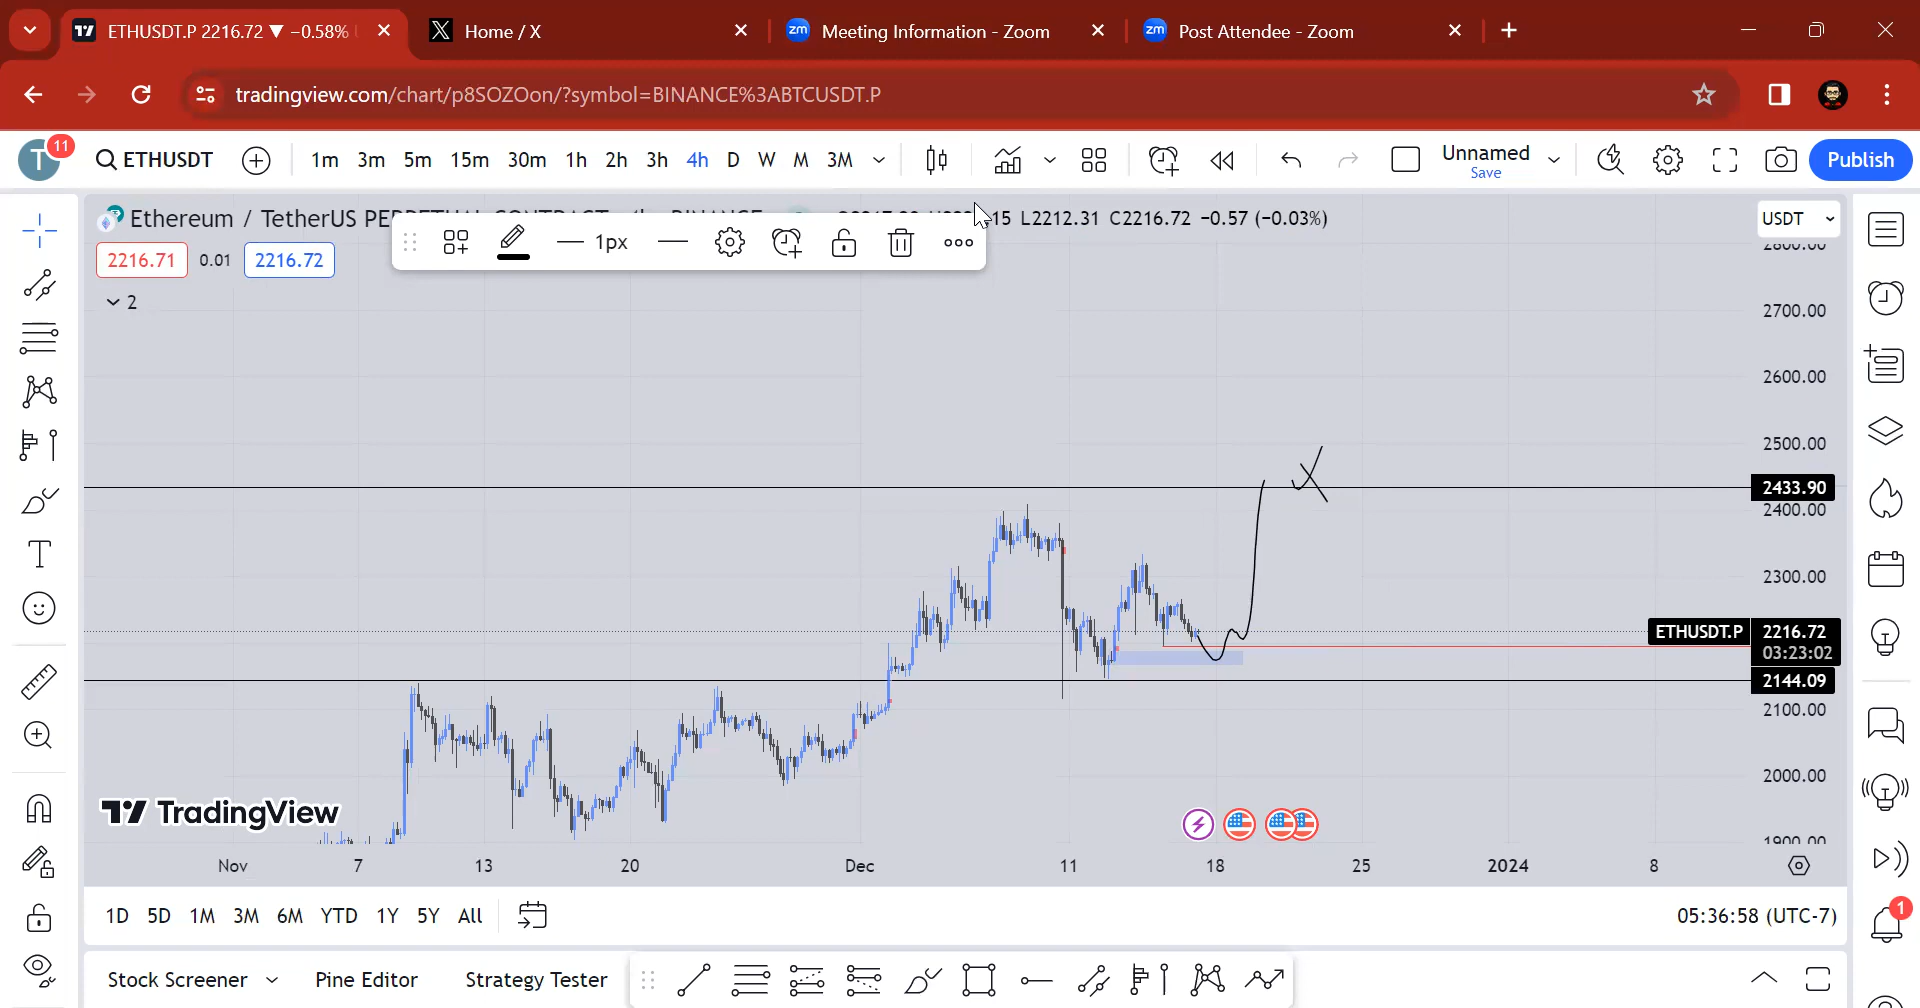 ETHUSDT.P 2216.72 ▼ −0.58%
Home / X
zm Meeting Information - Zoom
zm Post Attendee - Zoom
tradingview.com/chart/p8SOZOon/?symbol=BINANCE%3ABTCUSDT.P
T 11 ETHUSDT 1m 3m 5m 15m 30m 1h 2h 3h 4h D W M 3M Unnamed Save Publish
Ethereum / TetherUS 15 L2212.31 C2216.72 −0.57 (−0.03%) USDT
2216.71 0.01 2216.72 1px
2
2700.00
2600.00
2500.00
2433.90
2400.00
2300.00
ETHUSDT.P 2216.72
03:23:02
2144.09
2100.00
2000.00
TradingView
Nov 7 13 20 Dec 11 18 25 2024 8
1D 5D 1M 3M 6M YTD 1Y 5Y All 05:36:58 (UTC-7)
1
Stock Screener Pine Editor Strategy Tester